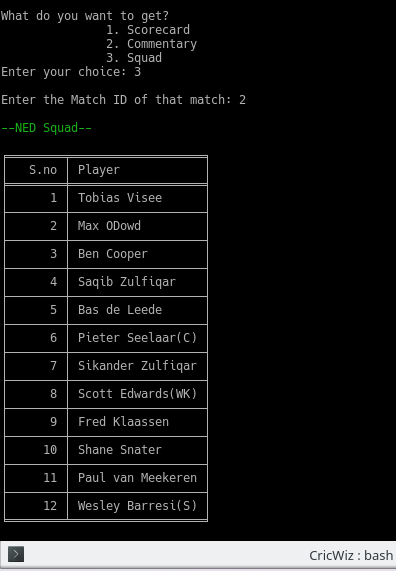 What do you want to get?
1. Scorecard
2. Commentary
3. Squad
Enter your choice: 3
Enter the Match ID of that match: 2
--NED Squad--
S.no Player
1 Tobias Visee
2 Max ODowd
3 Ben Cooper
4 Saqib Zulfiqar
5 Bas de Leede
6 Pieter Seelaar(C)
7 Sikander Zulfiqar
8 Scott Edwards(WK)
9 Fred Klaassen
10 Shane Snater
11 Paul van Meekeren
12 Wesley Barresi(S)
CricWiz : bash